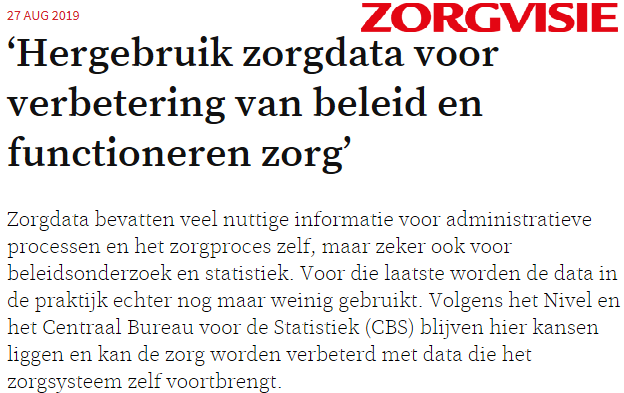 27 AUG 2019
ZORGVISIE
‘Hergebruik zorgdata voor
verbetering van beleid en
functioneren zorg’
Zorgdata bevatten veel nuttige informatie voor administratieve
processen en het zorgproces zelf, maar zeker ook voor
beleidsonderzoek en statistiek. Voor die laatste worden de data in
de praktijk echter nog maar weinig gebruikt. Volgens het Nivel en
het Centraal Bureau voor de Statistiek (CBS) blijven hier kansen
liggen en kan de zorg worden verbeterd met data die het
zorgsysteem zelf voortbrengt.